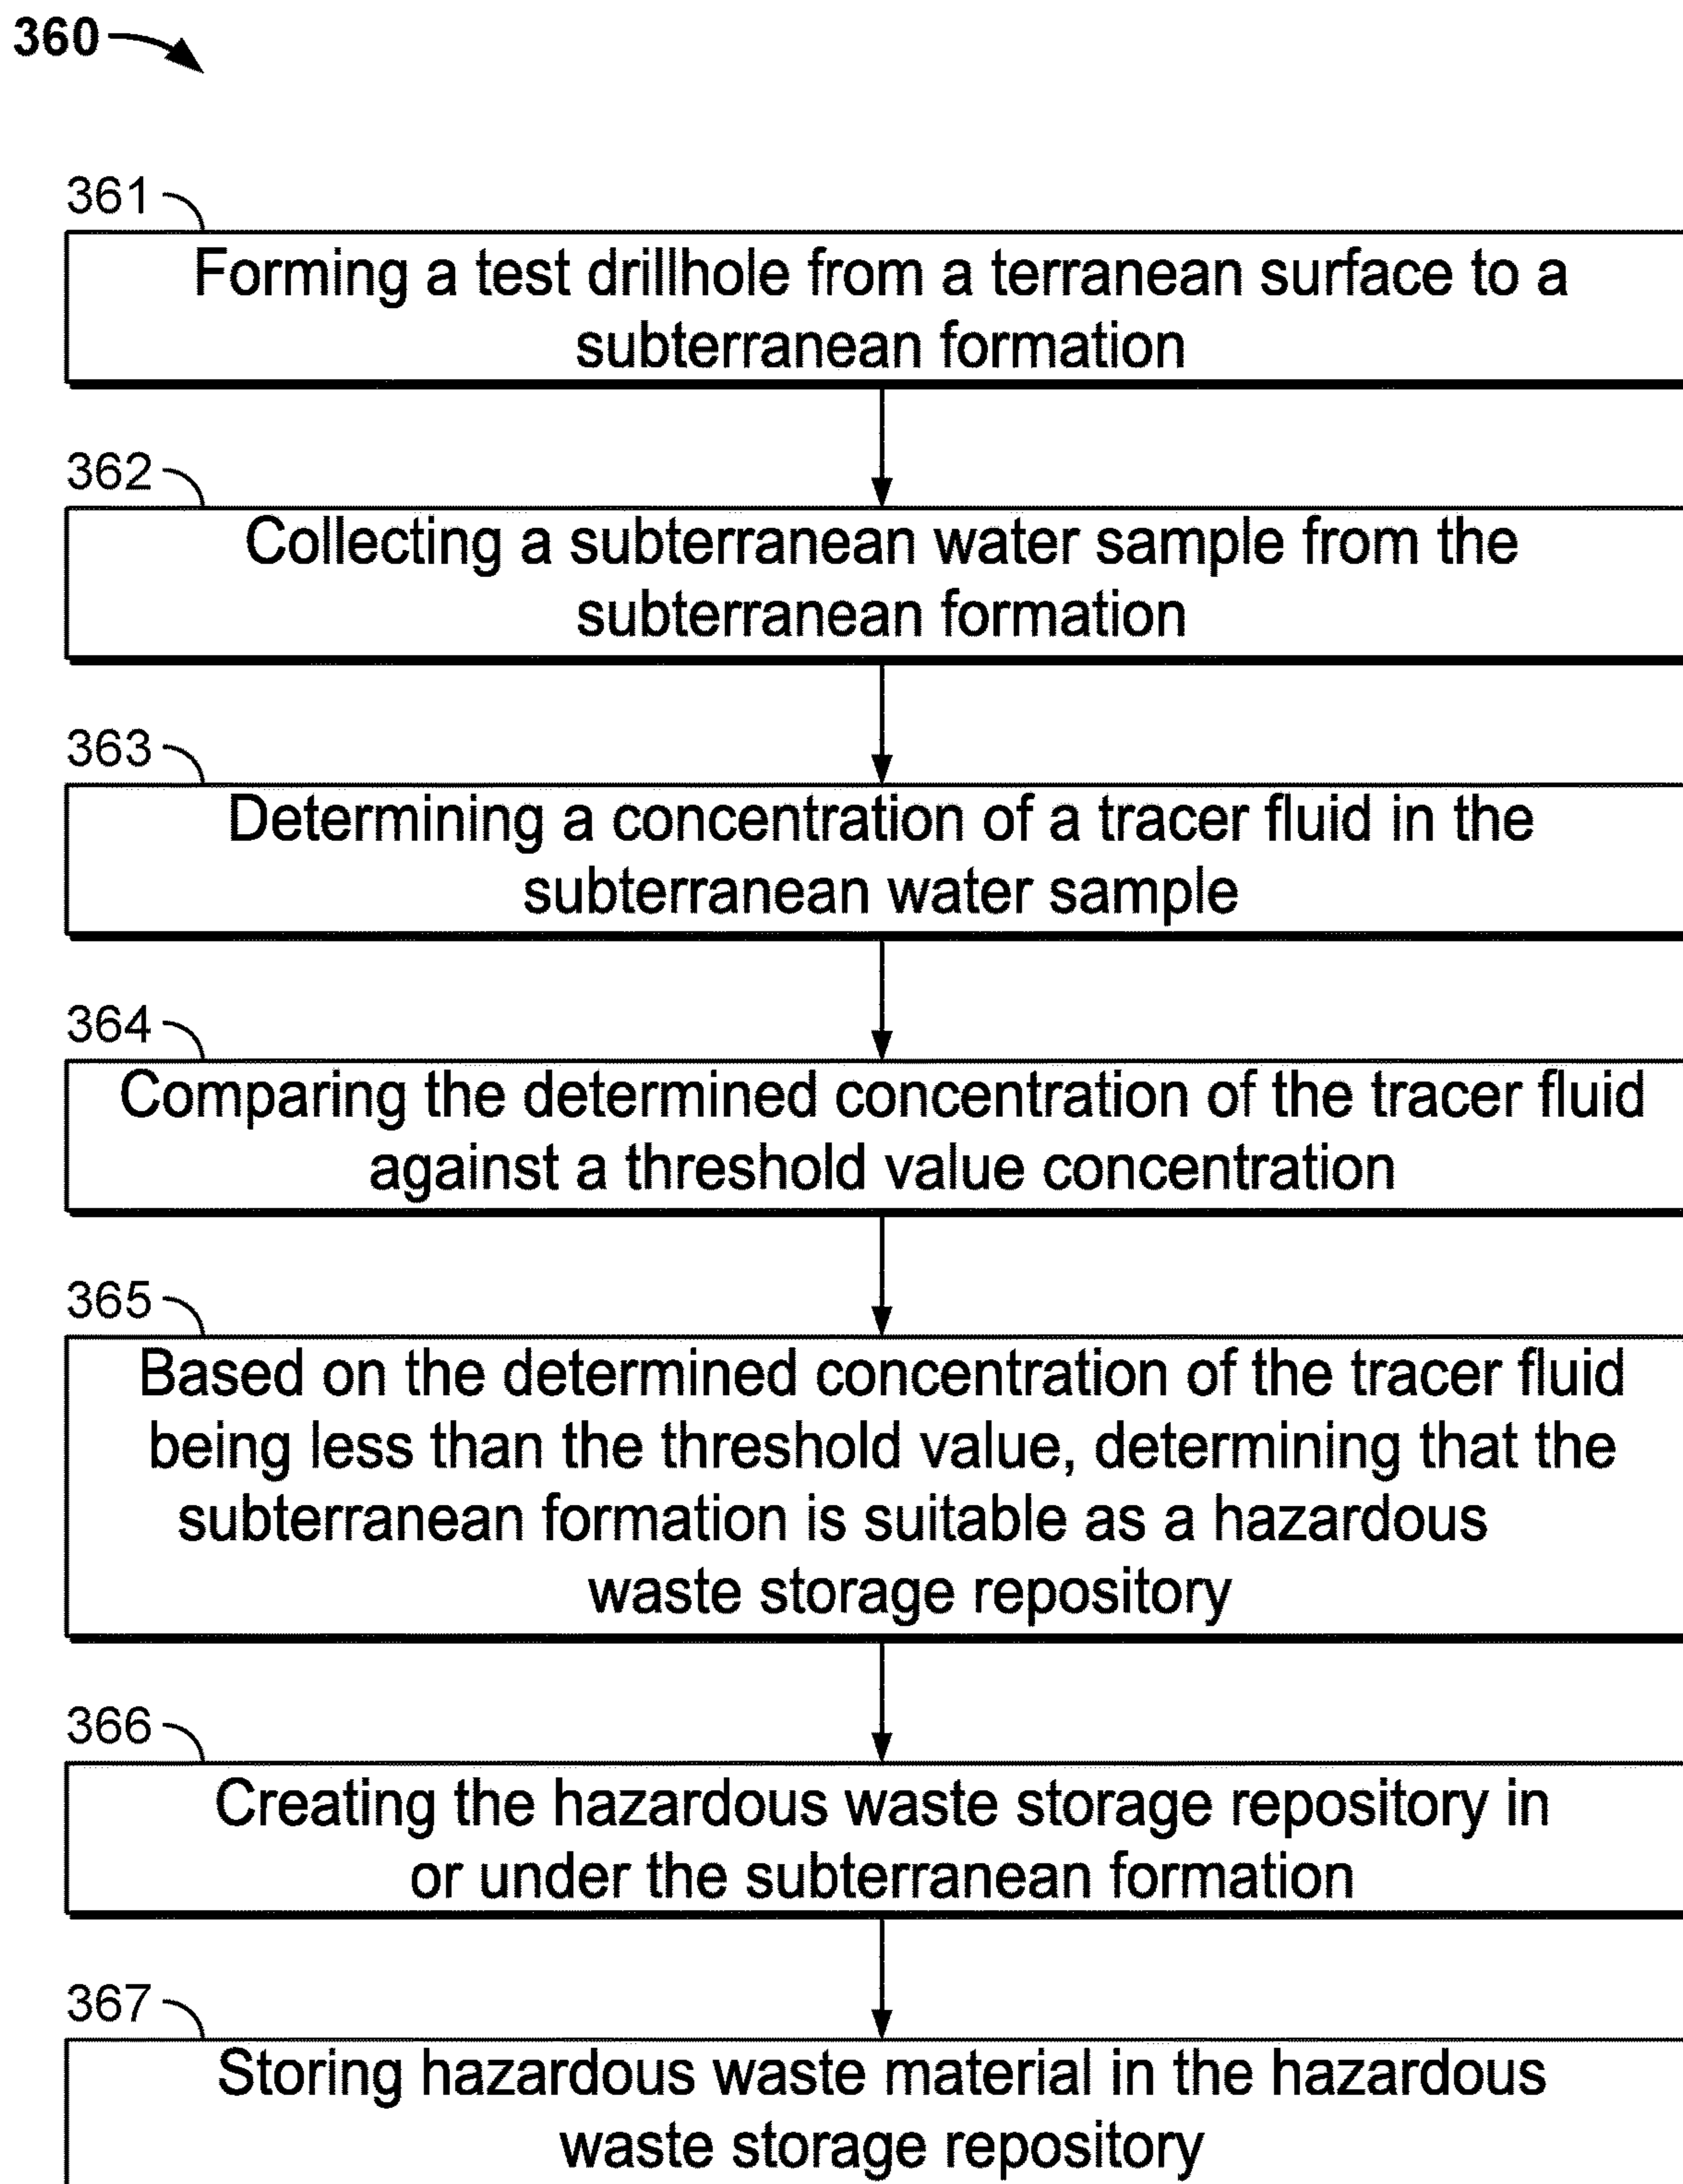 360
361
Forming a test drillhole from a terranean surface to a
subterranean formation
362
Collecting a subterranean water sample from the
subterranean formation
363
Determining a concentration of a tracer fluid in the
subterranean water sample
364
Comparing the determined concentration of the tracer fluid
against a threshold value concentration
365
Based on the determined concentration of the tracer fluid
being less than the threshold value, determining that the
subterranean formation is suitable as a hazardous
waste storage repository
366
Creating the hazardous waste storage repository in
or under the subterranean formation
367
Storing hazardous waste material in the hazardous
waste storage repository